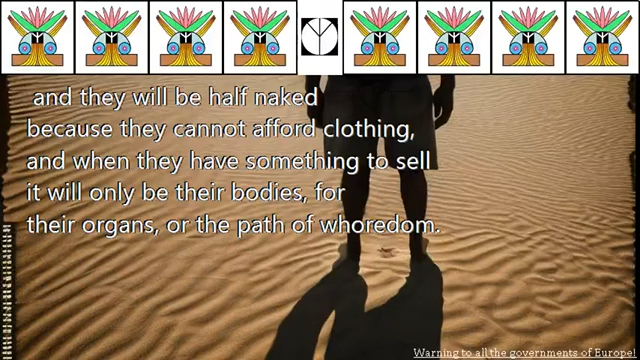 and they will be half naked
because they cannot afford clothing,
and when they have something to sell
it will only be their bodies, for
their organs, or the path of whoredom.
Warning to all the governments of Europe!